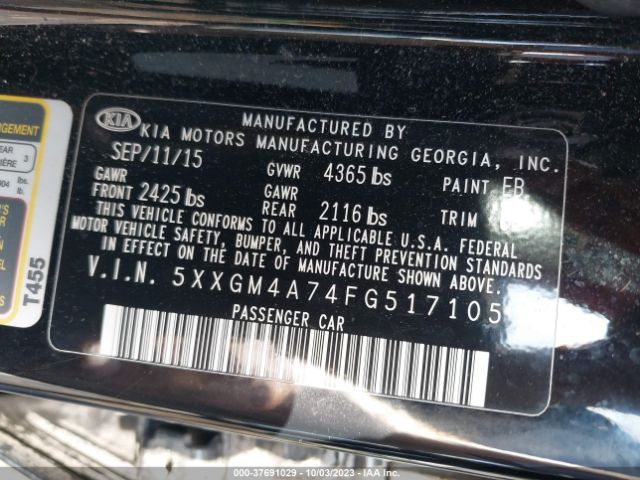 KIA
MANUFACTURED BY
KIA MOTORS MANUFACTURING GEORGIA, INC.
SEP/11/15 GVWR 4365 lbs PAINT EB
GAWR FRONT 2425 lbs GAWR REAR 2116 lbs TRIM
THIS VEHICLE CONFORMS TO ALL APPLICABLE U.S.A. FEDERAL
MOTOR VEHICLE SAFETY, BUMPER, AND THEFT PREVENTION STANDARDS
IN EFFECT ON THE DATE OF MANUFACTURE SHOWN ABOVE.
V.I.N. 5XXGM4A74FG517105
PASSENGER CAR
3
lbs.
lb.
T455
000-37691029 - 10/03/2023 - IAA Inc.